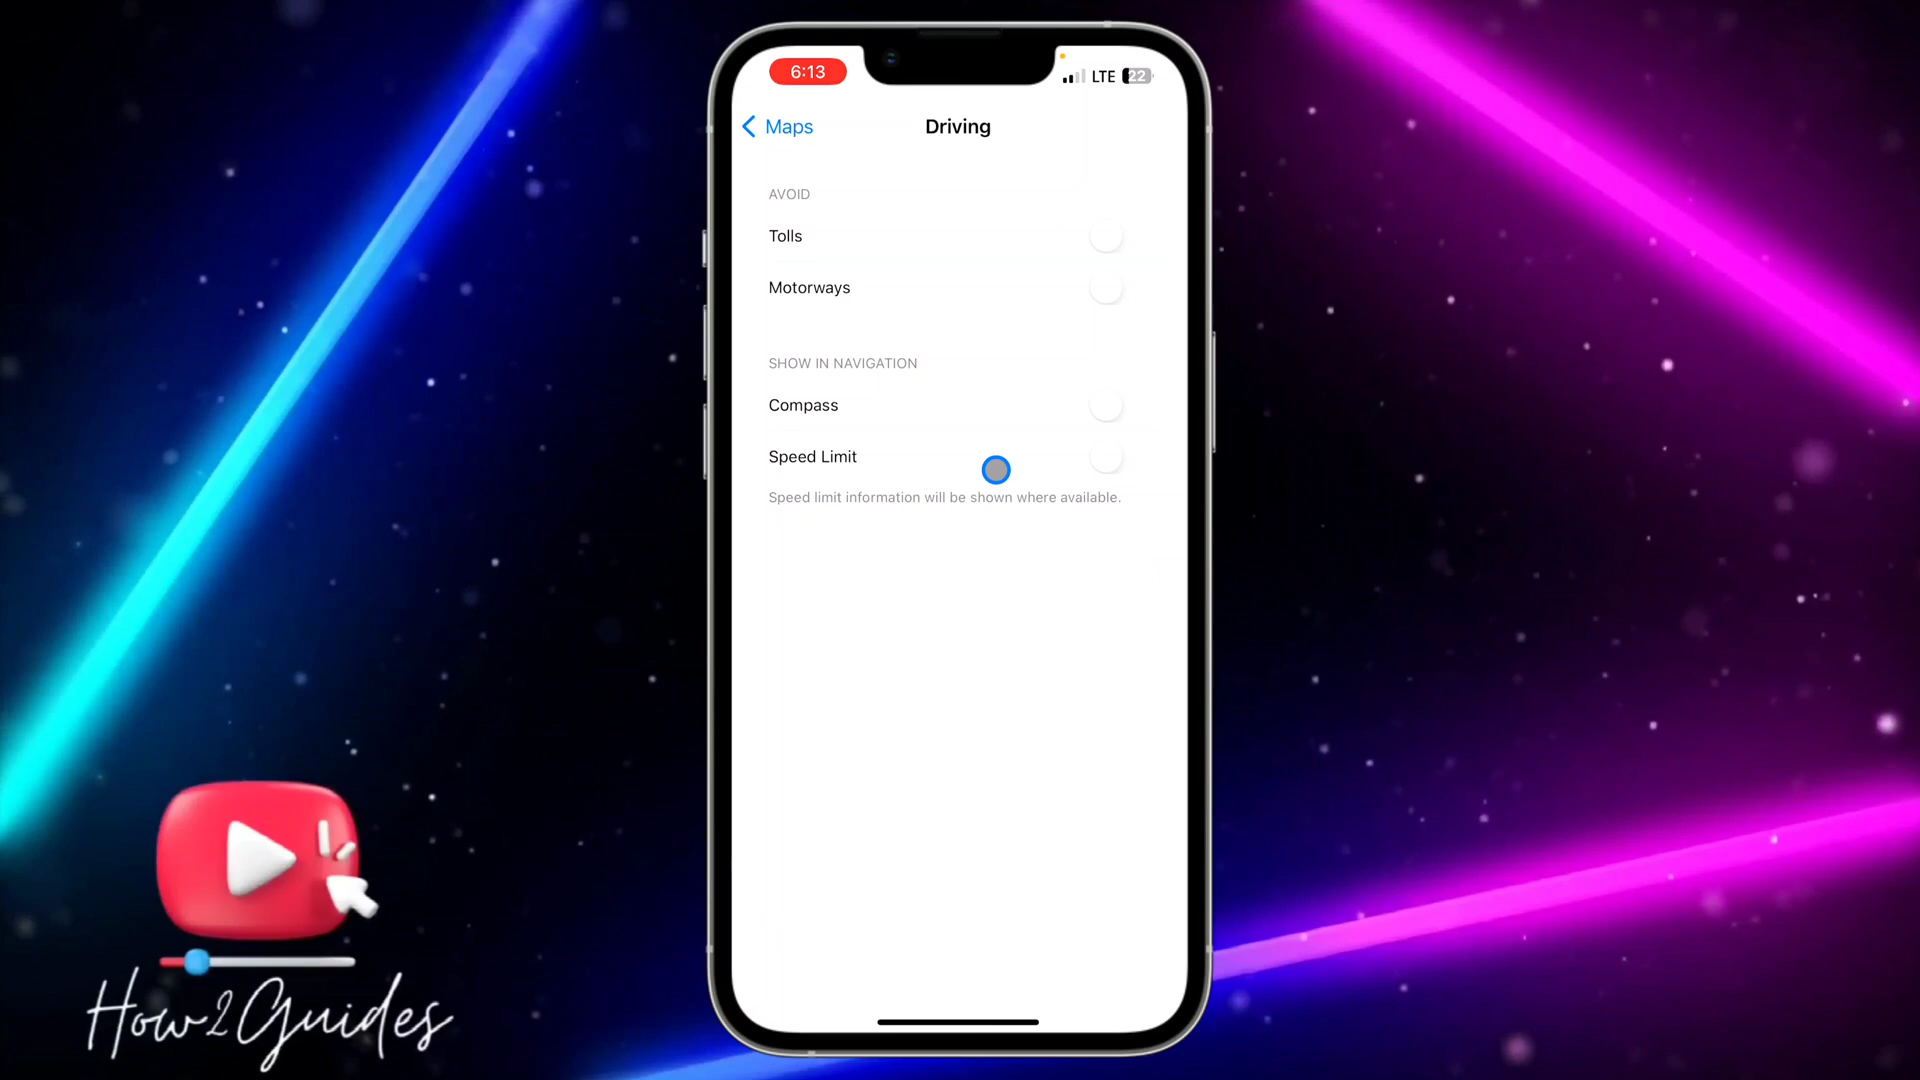 6:13
LTE 22
Maps
Driving
AVOID
Tolls
Motorways
SHOW IN NAVIGATION
Compass
Speed Limit
Speed limit information will be shown where available.
How2Guides